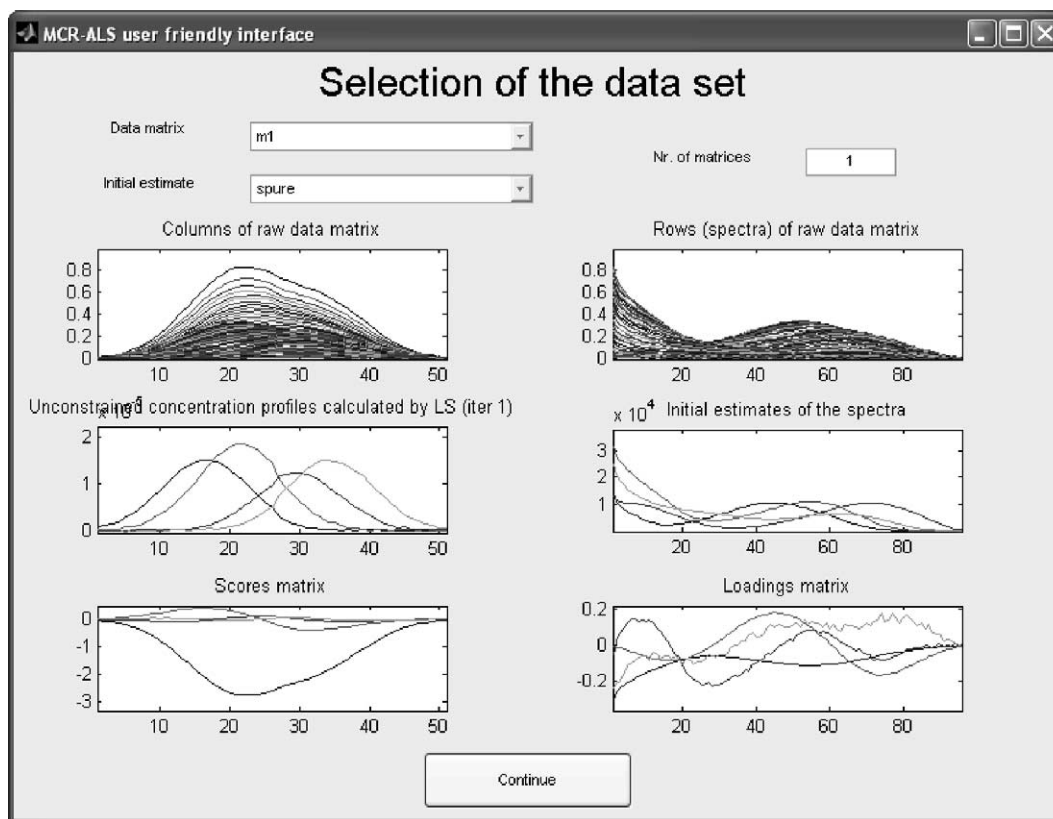 MCR-ALS user friendly interface
Selection of the data set
Data matrix
m1
Nr. of matrices
1
Initial estimate
spure
Columns of raw data matrix
0.8
0.6
0.4
0.2
0
10 20 30 40 50
Rows (spectra) of raw data matrix
0.8
0.6
0.4
0.2
0
20 40 60 80
Unconstrained concentration profiles calculated by LS (iter 1)
2
1
0
10 20 30 40 50
x 10^4 Initial estimates of the spectra
3
2
1
20 40 60 80
Scores matrix
0
-1
-2
-3
10 20 30 40 50
Loadings matrix
0.2
0
-0.2
20 40 60 80
Continue